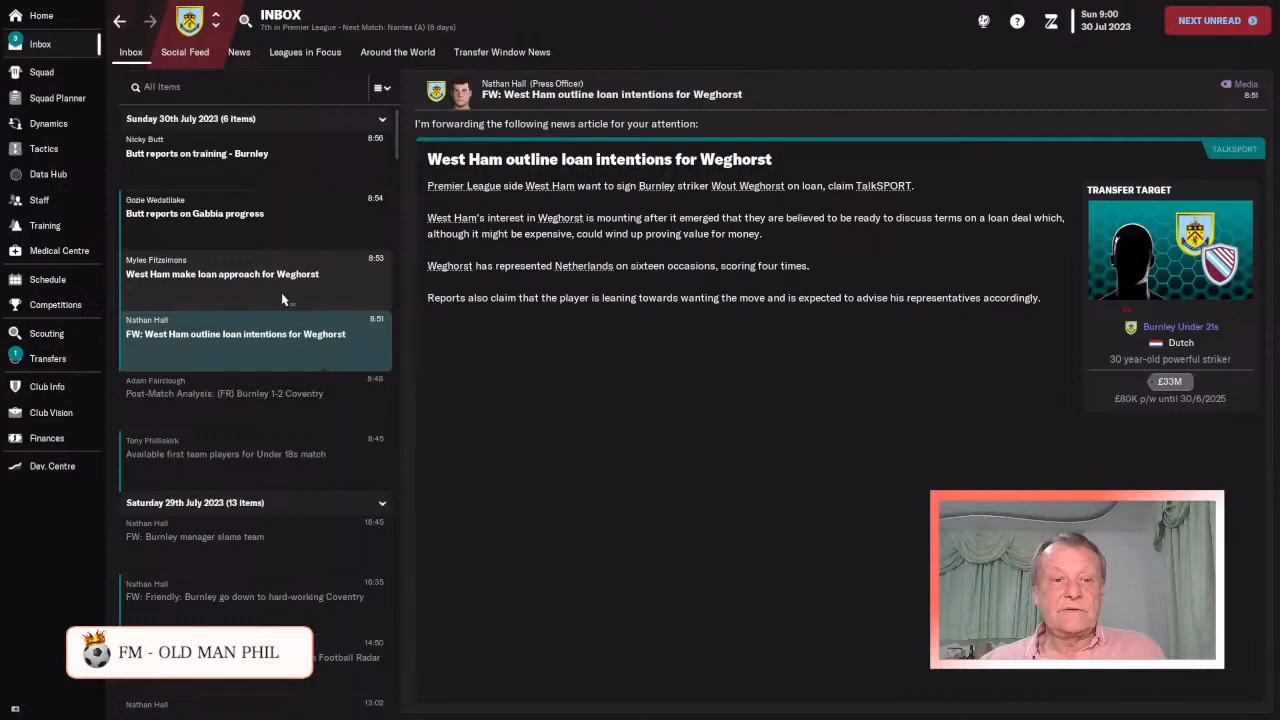 Home
INBOX
7th in Premier League - Next Match: Nantes (A) (6 days)
Sun 9:00
30 Jul 2023
NEXT UNREAD
3
Inbox
Squad
Squad Planner
Dynamics
Tactics
Data Hub
Staff
Training
Medical Centre
Schedule
Competitions
Scouting
1
Transfers
Club Info
Club Vision
Finances
Dev. Centre
Inbox
Social Feed
News
Leagues in Focus
Around the World
Transfer Window News
All Items
Sunday 30th July 2023 (6 items)
Nicky Butt
8:56
Butt reports on training - Burnley
Gozie Wedatilake
8:54
Butt reports on Gabbia progress
Myles Fitzsimons
8:53
West Ham make loan approach for Weghorst
Nathan Hall
8:51
FW: West Ham outline loan intentions for Weghorst
Adam Fairclough
8:48
Post-Match Analysis: (FR) Burnley 1-2 Coventry
Tony Philliskirk
8:45
Available first team players for Under 18s match
Saturday 29th July 2023 (13 items)
Nathan Hall
16:45
FW: Burnley manager slams team
Nathan Hall
16:35
FW: Friendly: Burnley go down to hard-working Coventry
14:50
Football Radar
Nathan Hall
13:02
Nathan Hall (Press Officer)
FW: West Ham outline loan intentions for Weghorst
Media
8:51
I'm forwarding the following news article for your attention:
TALKSPORT
West Ham outline loan intentions for Weghorst
Premier League side West Ham want to sign Burnley striker Wout Weghorst on loan, claim TalkSPORT.
West Ham's interest in Weghorst is mounting after it emerged that they are believed to be ready to discuss terms on a loan deal which,
although it might be expensive, could wind up proving value for money.
Weghorst has represented Netherlands on sixteen occasions, scoring four times.
Reports also claim that the player is leaning towards wanting the move and is expected to advise his representatives accordingly.
TRANSFER TARGET
Burnley Under 21s
Dutch
30 year-old powerful striker
£33M
£80K p/w until 30/6/2025
FM - OLD MAN PHIL